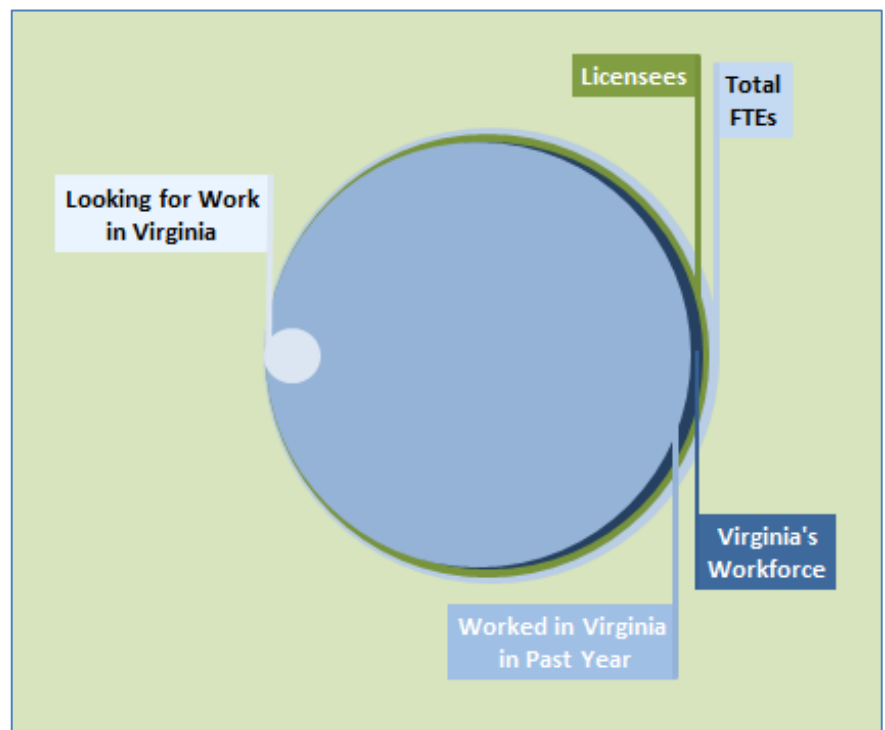 Licensees
Total
FTEs
Looking for Work
in Virginia
Virginia's
Workforce
Worked in Virginia
in Past Year